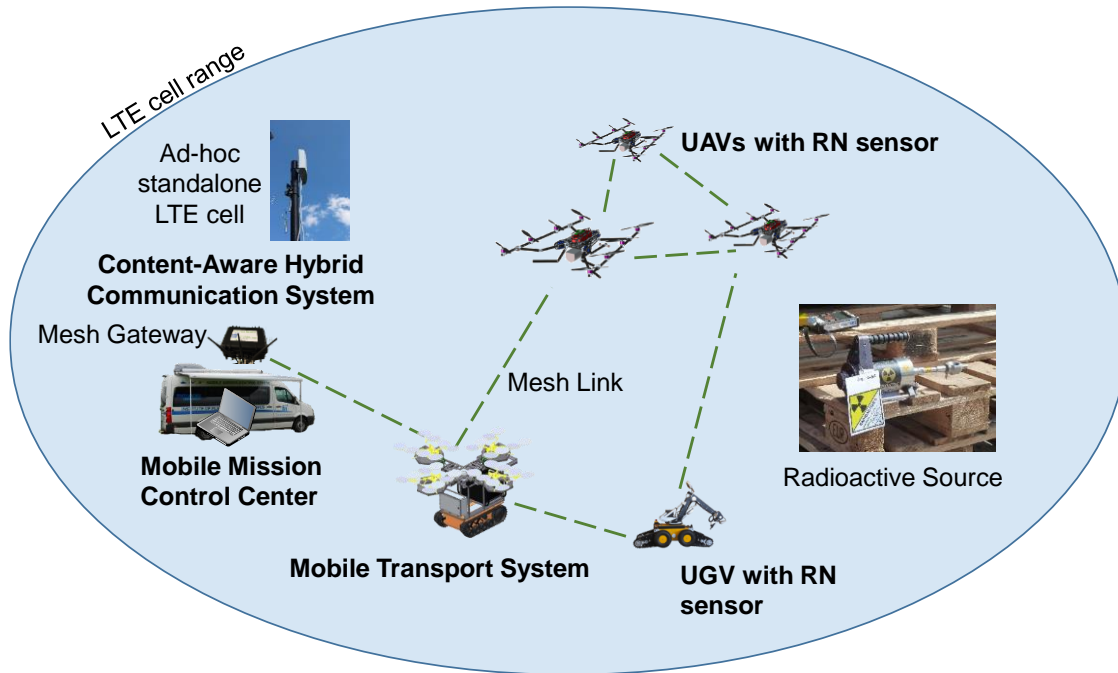 LTE cell range
Ad-hoc
standalone
LTE cell
UAVs with RN sensor
Content-Aware Hybrid
Communication System
Mesh Gateway
Mesh Link
Mobile Mission
Control Center
Radioactive Source
Mobile Transport System
UGV with RN
sensor